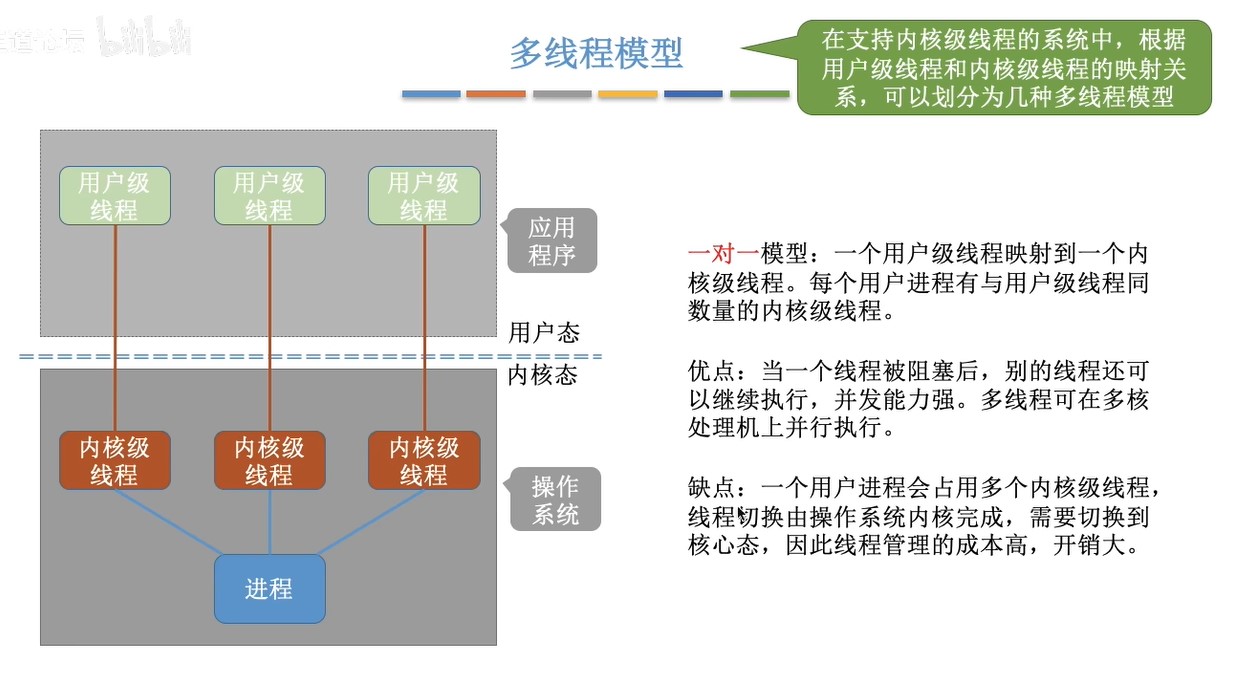 bilibili
多线程模型
在支持内核级线程的系统中，根据
用户级线程和内核级线程的映射关
系，可以划分为几种多线程模型
用户级
线程
用户级
线程
用户级
线程
应用
程序
用户态
内核态
内核级
线程
内核级
线程
内核级
线程
操作
系统
进程
一对一模型：一个用户级线程映射到一个内
核级线程。每个用户进程有与用户级线程同
数量的内核级线程。
优点：当一个线程被阻塞后，别的线程还可
以继续执行，并发能力强。多线程可在多核
处理机上并行执行。
缺点：一个用户进程会占用多个内核级线程，
线程切换由操作系统内核完成，需要切换到
核心态，因此线程管理的成本高，开销大。